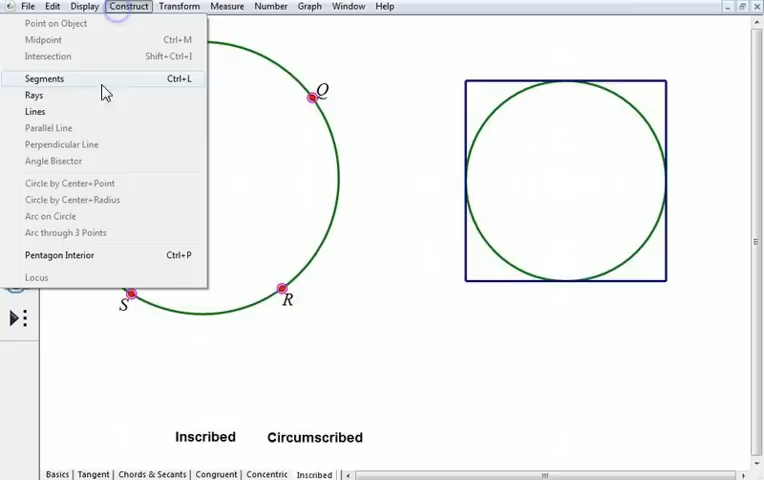 File Edit Display Construct Transform Measure Number Graph Window Help
Point on Object
Midpoint Ctrl+M
Intersection Shift+Ctrl+I
Segments Ctrl+L
Rays
Lines
Parallel Line
Perpendicular Line
Angle Bisector
Circle by Center+Point
Circle by Center+Radius
Arc on Circle
Arc through 3 Points
Pentagon Interior Ctrl+P
Locus
Q
S
R
Inscribed Circumscribed
Basics Tangent Chords & Secants Congruent Concentric Inscribed